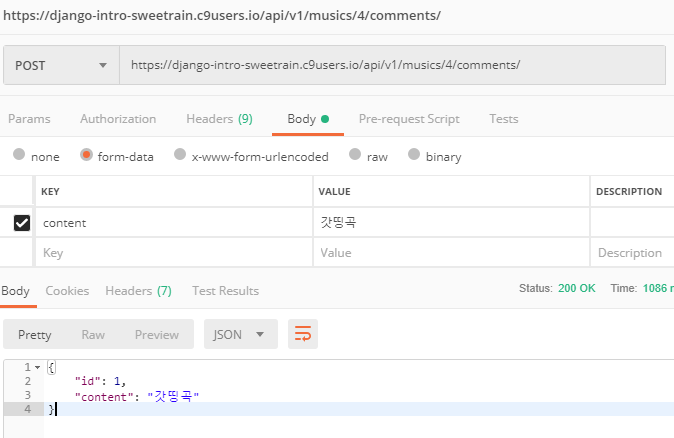 https://django-intro-sweetrain.c9users.io/api/v1/musics/4/comments/
POST https://django-intro-sweetrain.c9users.io/api/v1/musics/4/comments/
Params Authorization Headers (9) Body Pre-request Script Tests
none form-data x-www-form-urlencoded raw binary
KEY VALUE DESCRIPTION
content 갓띵곡
Key Value Description
Body Cookies Headers (7) Test Results Status: 200 OK Time: 1086
Pretty Raw Preview JSON
1 {
2 "id": 1,
3 "content": "갓띵곡"
4 }